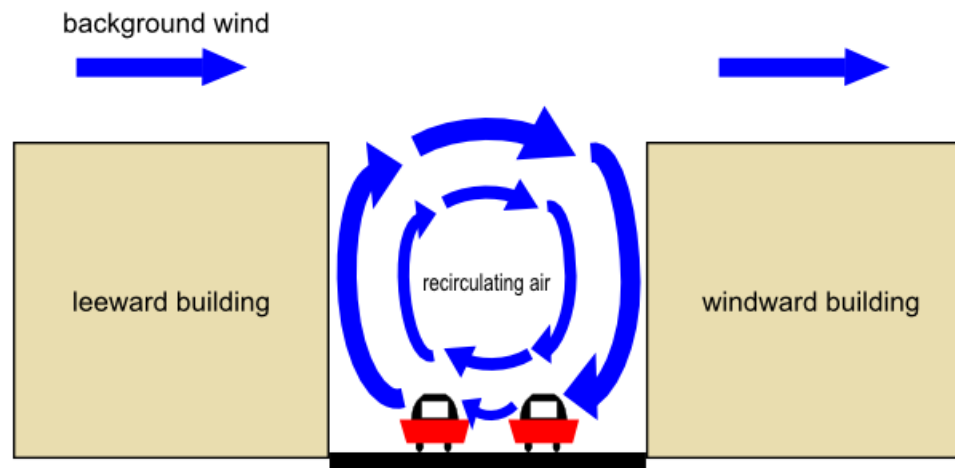 background wind
recirculating air
leeward building
windward building